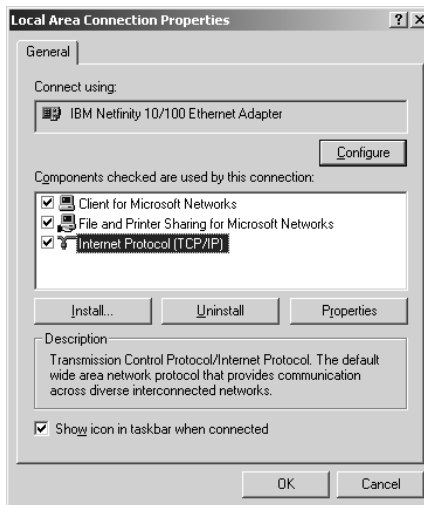 Local Area Connection Properties
General
Connect using:
IBM Netfinity 10/100 Ethernet Adapter
Configure
Components checked are used by this connection:
Client for Microsoft Networks
File and Printer Sharing for Microsoft Networks
Internet Protocol (TCP/IP)
Install... Uninstall Properties
Description
Transmission Control Protocol/Internet Protocol. The default
wide area network protocol that provides communication
across diverse interconnected networks.
Show icon in taskbar when connected
OK Cancel